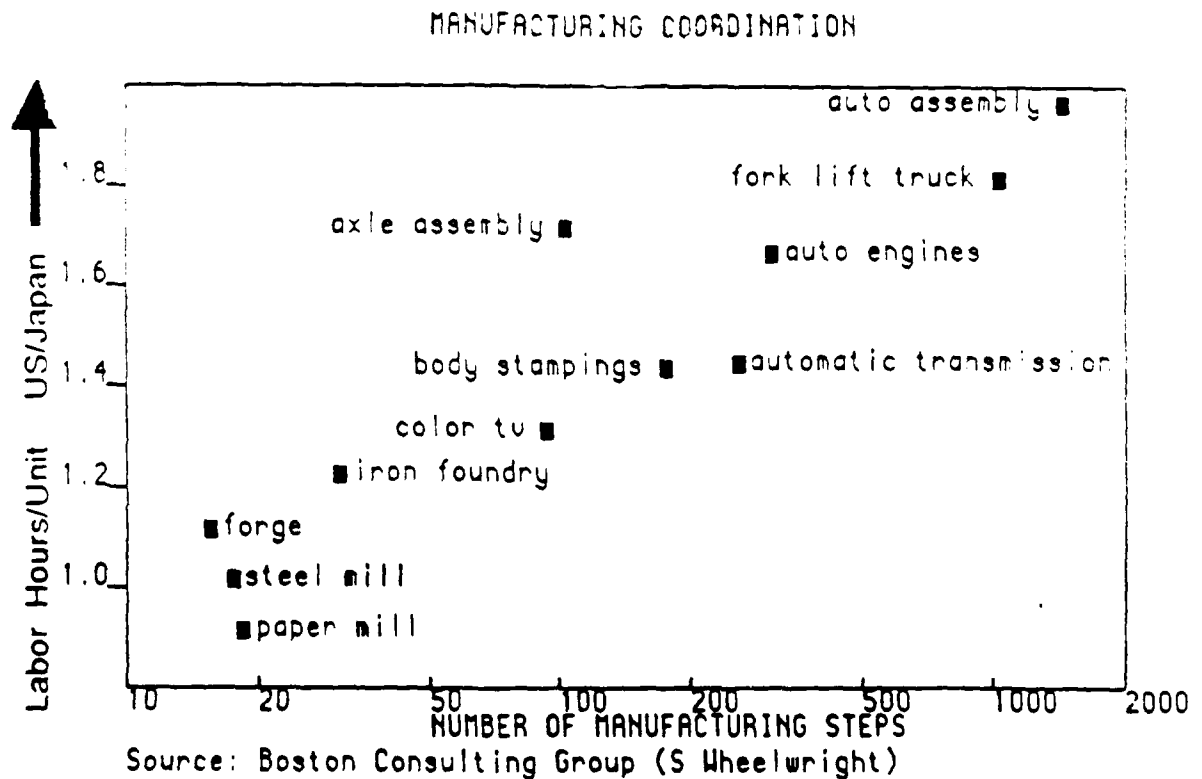 MANUFACTURING COORDINATION
auto assembly
1.8
fork lift truck
axle assembly
auto engines
1.6
body stampings
automatic transmission
1.4
color tv
iron foundry
1.2
forge
steel mill
1.0
paper mill
Labor Hours/Unit US/Japan
10 20 50 100 200 500 1000 2000
NUMBER OF MANUFACTURING STEPS
Source: Boston Consulting Group (S Wheelwright)